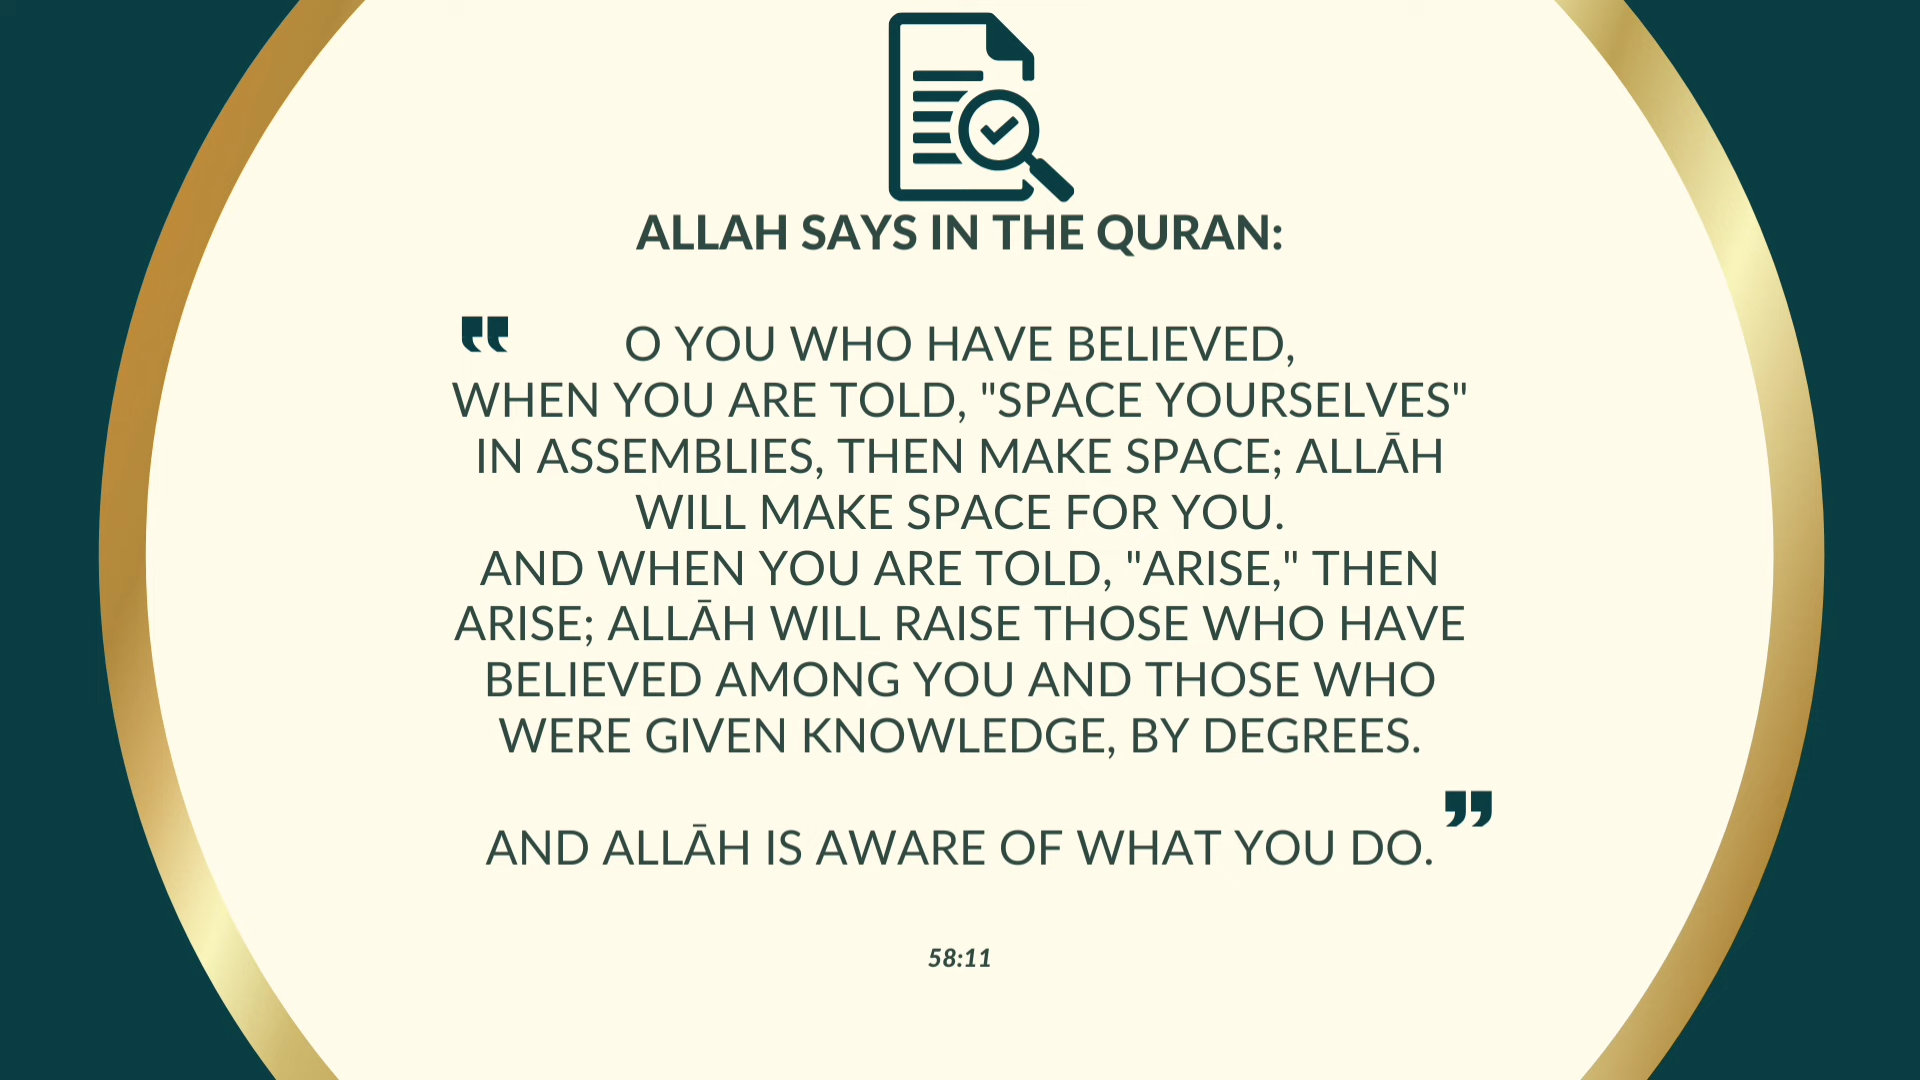 ALLAH SAYS IN THE QURAN:
“ O YOU WHO HAVE BELIEVED,
WHEN YOU ARE TOLD, "SPACE YOURSELVES"
IN ASSEMBLIES, THEN MAKE SPACE; ALLĀH
WILL MAKE SPACE FOR YOU.
AND WHEN YOU ARE TOLD, "ARISE," THEN
ARISE; ALLĀH WILL RAISE THOSE WHO HAVE
BELIEVED AMONG YOU AND THOSE WHO
WERE GIVEN KNOWLEDGE, BY DEGREES.
AND ALLĀH IS AWARE OF WHAT YOU DO. ”
58:11